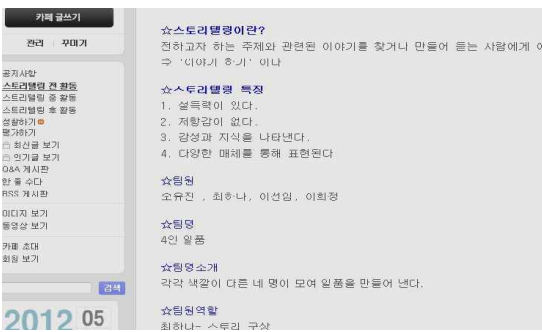 카페 글쓰기
관리
꾸미기
공지사항
스토리텔링 전 활동
스토리텔링 중 활동
스토리텔링 후 활동
성찰하기
평가하기
최신글 보기
인기글 보기
Q&A 게시판
한 줄 수다
RSS 게시판
이미지 보기
동영상 보기
카페 초대
회원 보기
검색
2012 05
☆스토리텔링이란?
전하고자 하는 주제와 관련된 이야기를 찾거나 만들어 듣는 사람에게
⇒ '이야기 하기' 이다
☆스토리텔링 특징
1. 설득력이 있다.
2. 저항감이 없다.
3. 감성과 지식을 나타낸다.
4. 다양한 매체를 통해 표현된다
☆팀원
오유진 , 최하나, 이선임, 이희정
☆팀명
4인 일품
☆팀명소개
각각 색깔이 다른 네 명이 모여 일품을 만들어 낸다.
☆팀원역할
최하나- 스토리 구상